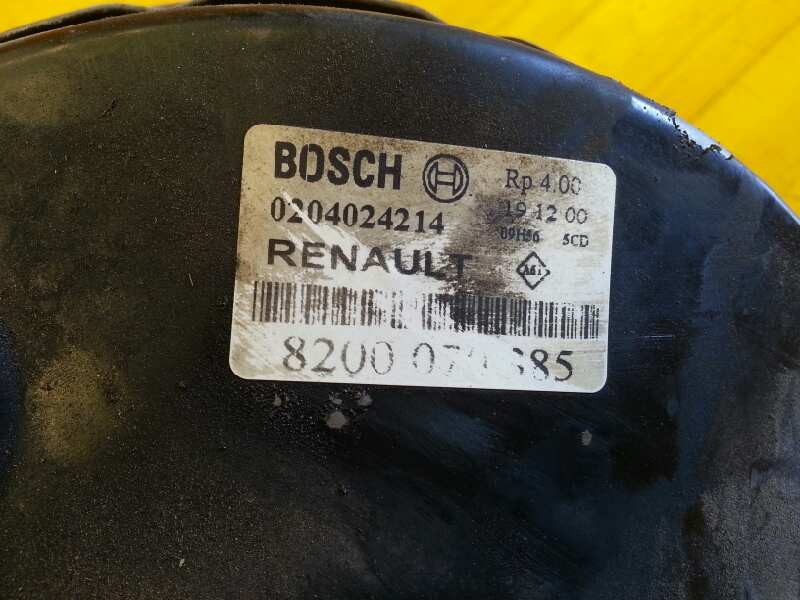 BOSCH Rp 4.00
0204024214 19 12 00
5CD
RENAULT
8200